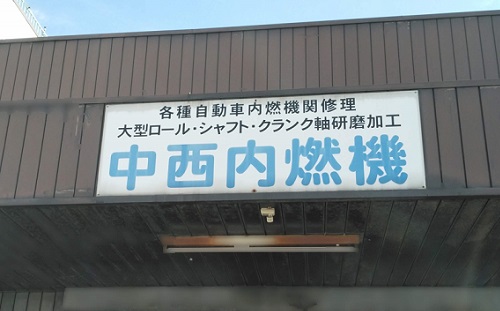 各種自動車内燃機関修理
大型ロール・シャフト・クランク軸研磨加工
中西内燃機